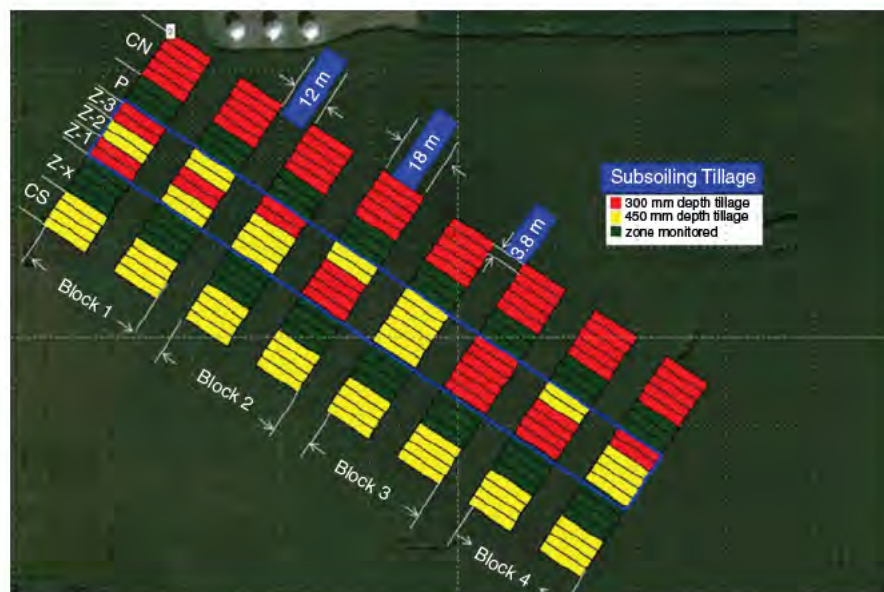 CN
P
Z-3
Z-2
Z-1
Z-x
CS
12 m
18 m
3.8 m
Subsoiling Tillage
300 mm depth tillage
450 mm depth tillage
zone monitored
Block 1
Block 2
Block 3
Block 4